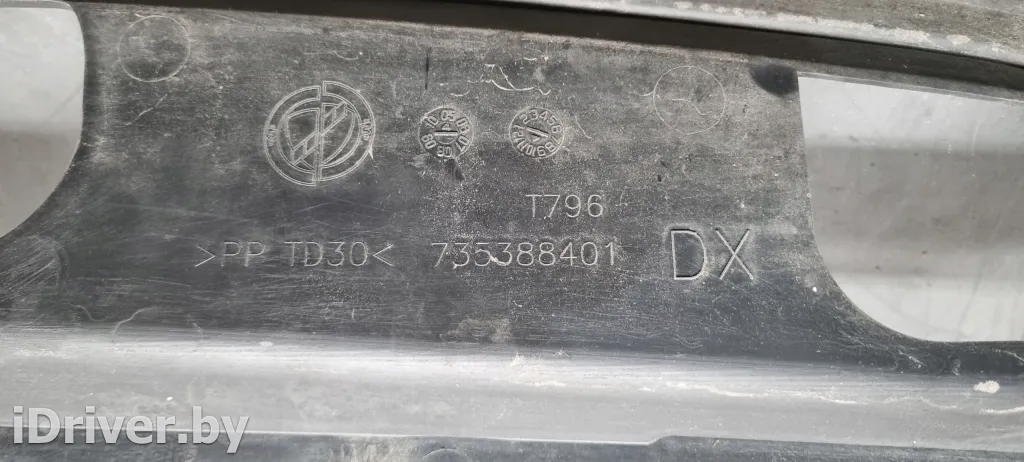 T796
>PP TD30< 735388401 DX
iDriver.by